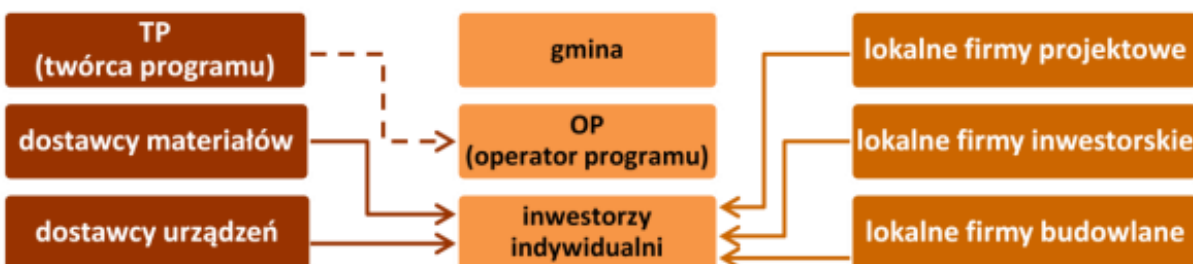 TP
(twórca programu)
gmina
lokalne firmy projektowe
dostawcy materiałów
OP
(operator programu)
lokalne firmy inwestorskie
dostawcy urządzeń
inwestorzy
indywidualni
lokalne firmy budowlane